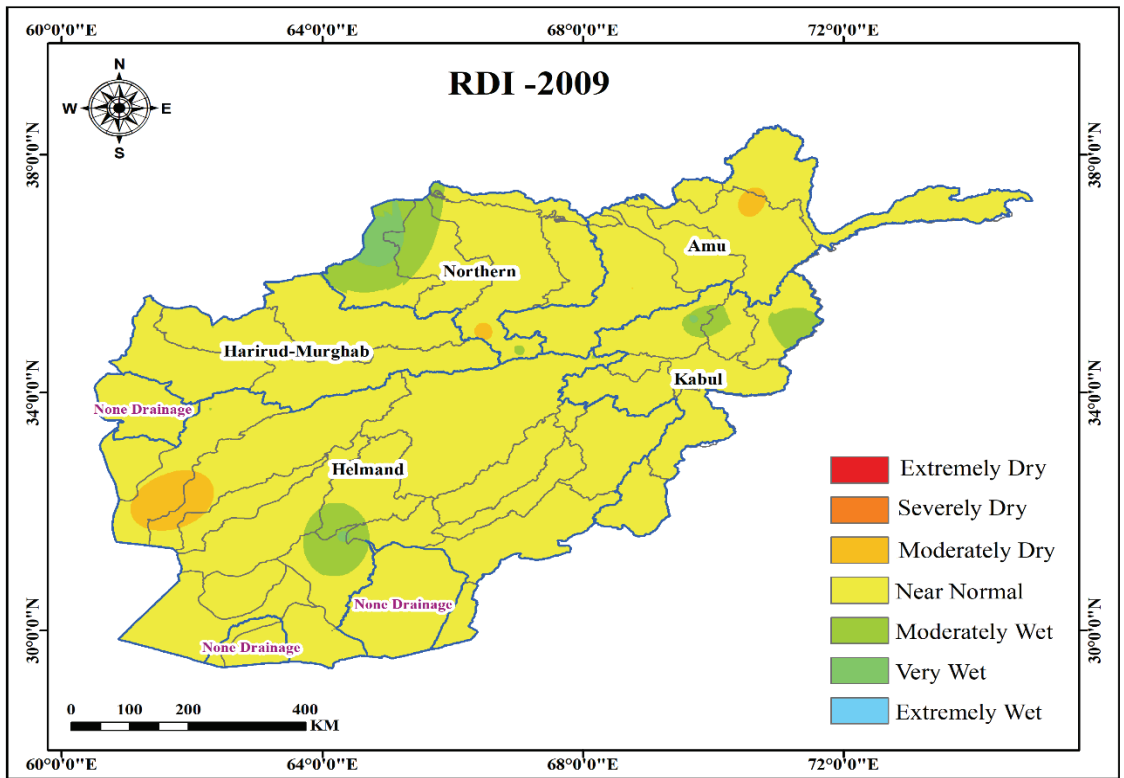 60°0'0"E 64°0'0"E 68°0'0"E 72°0'0"E
RDI -2009
N
W E
S
38°0'0"N 38°0'0"N
Amu
Northern
Harirud-Murghab
Kabul
34°0'0"N 34°0'0"N
None Drainage
Helmand
Extremely Dry
Severely Dry
Moderately Dry
Near Normal
Moderately Wet
Very Wet
Extremely Wet
None Drainage
30°0'0"N 30°0'0"N
None Drainage
0 100 200 400
KM
60°0'0"E 64°0'0"E 68°0'0"E 72°0'0"E